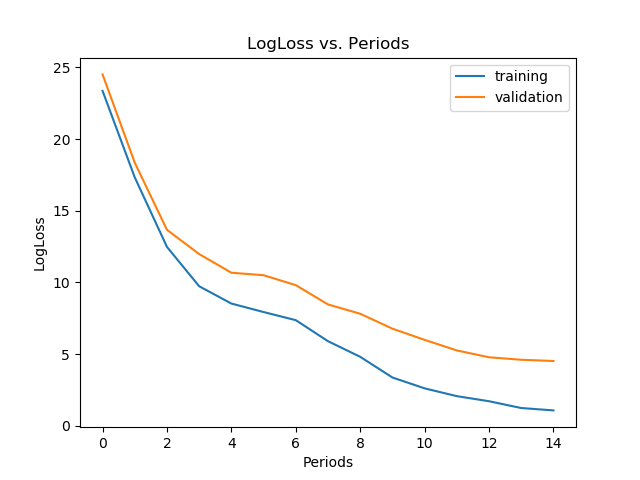 LogLoss vs. Periods
training
validation
25
20
15
10
5
0
LogLoss
0 2 4 6 8 10 12 14
Periods